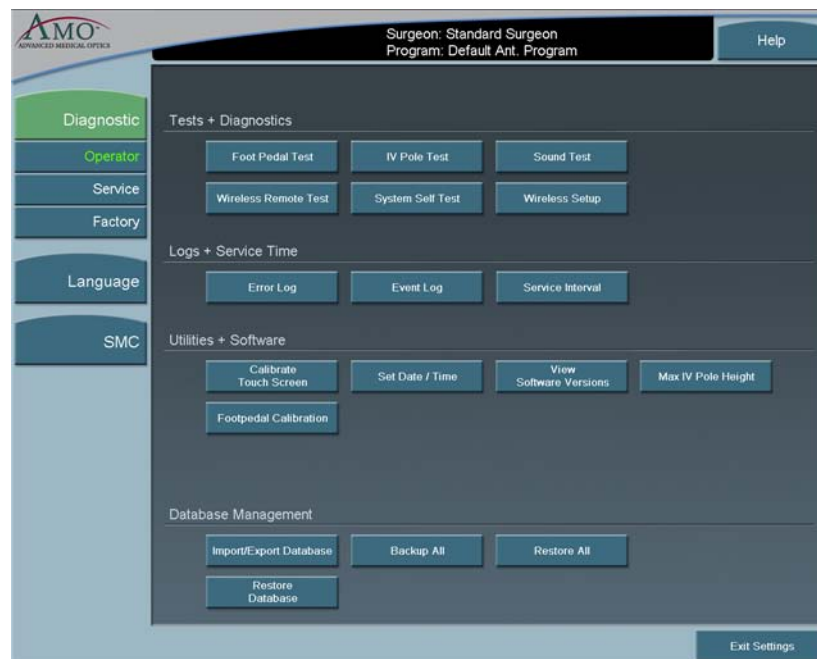 AMO
ADVANCED MEDICAL OPTICS
Surgeon: Standard Surgeon
Program: Default Ant. Program
Help
Diagnostic
Operator
Service
Factory
Language
SMC
Tests + Diagnostics
Foot Pedal Test
IV Pole Test
Sound Test
Wireless Remote Test
System Self Test
Wireless Setup
Logs + Service Time
Error Log
Event Log
Service Interval
Utilities + Software
Calibrate
Touch Screen
Set Date / Time
View
Software Versions
Max IV Pole Height
Footpedal Calibration
Database Management
Import/Export Database
Backup All
Restore All
Restore
Database
Exit Settings